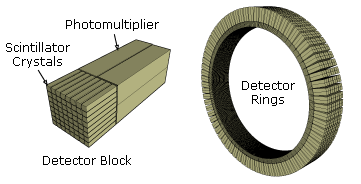 Photomultiplier
Scintillator
Crystals
Detector
Rings
Detector Block